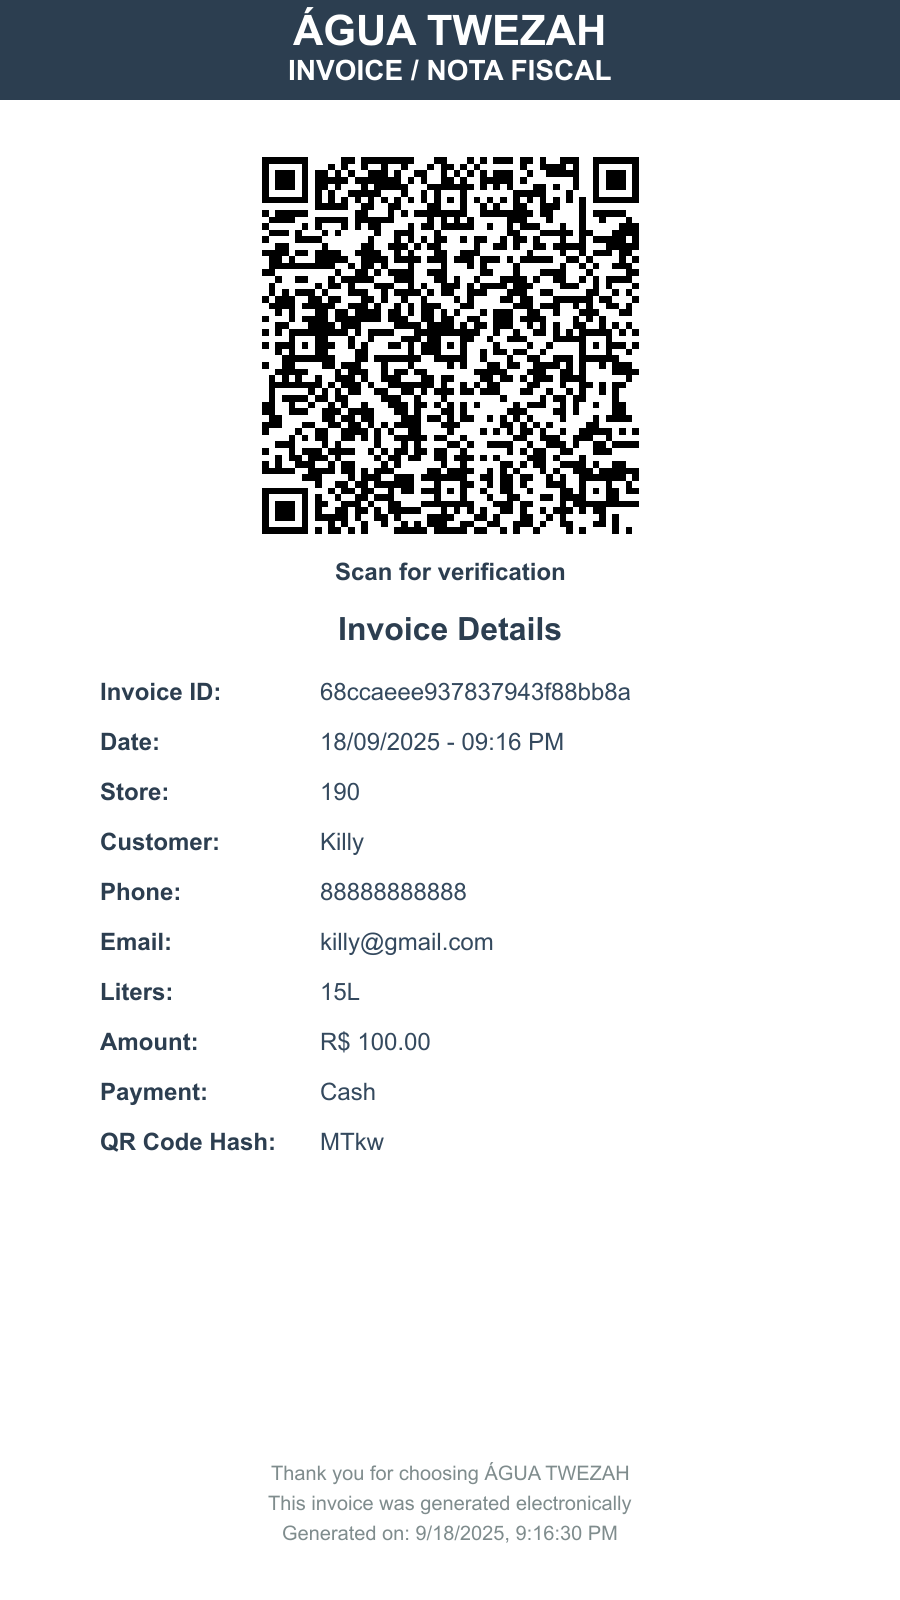 ÁGUA TWEZAH
INVOICE / NOTA FISCAL
Scan for verification
Invoice Details
Invoice ID: 68ccaeee937837943f88bb8a
Date: 18/09/2025 - 09:16 PM
Store: 190
Customer: Killy
Phone: 88888888888
Email: killy@gmail.com
Liters: 15L
Amount: R$ 100.00
Payment: Cash
QR Code Hash: MTkw
Thank you for choosing ÁGUA TWEZAH
This invoice was generated electronically
Generated on: 9/18/2025, 9:16:30 PM